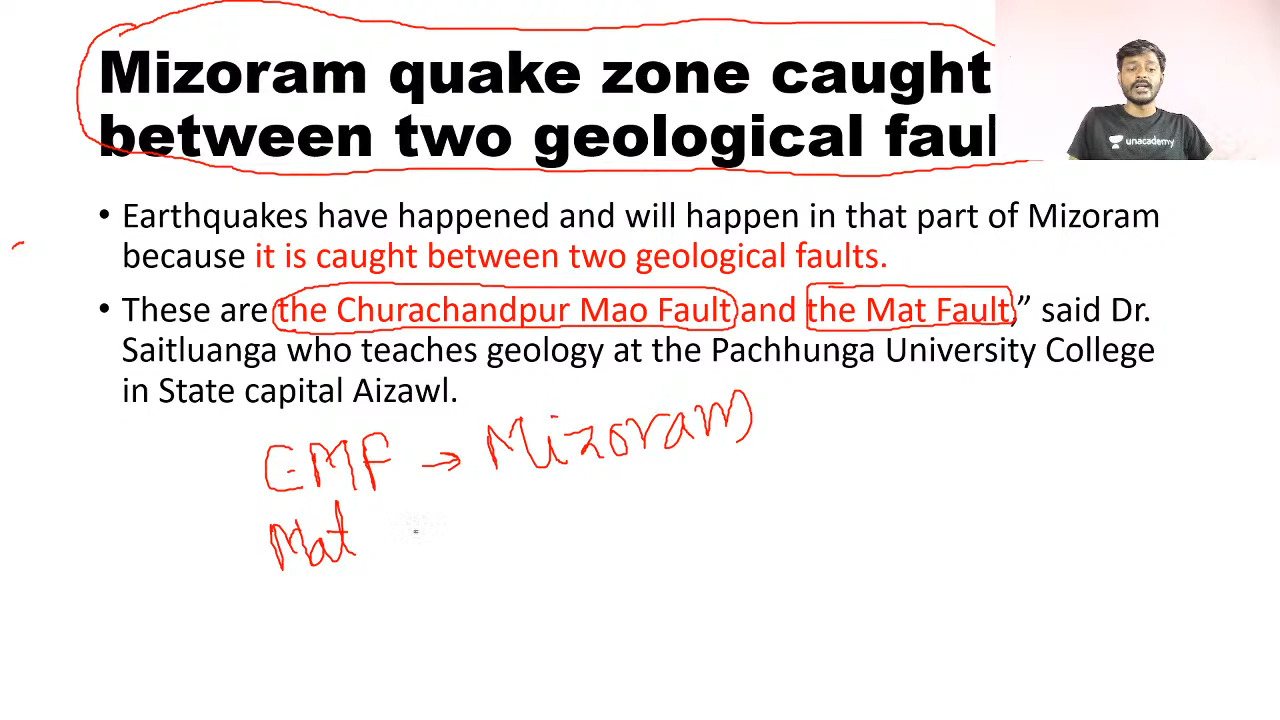 Mizoram quake zone caught
between two geological faul
unacademy
• Earthquakes have happened and will happen in that part of Mizoram
because it is caught between two geological faults.
• These are the Churachandpur Mao Fault and the Mat Fault,” said Dr.
Saitluanga who teaches geology at the Pachhunga University College
in State capital Aizawl.
CMF → Mizoram
Mat